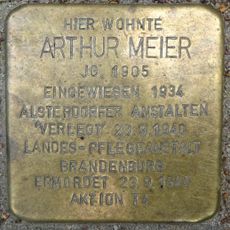 HIER WOHNTE
ARTHUR MEIER
JG. 1905
EINGEWIESEN 1934
ALSTERDORFER ANSTALTEN
"VERLEGT" 23.9.1940
LANDES-PFLEGEANSTALT
BRANDENBURG
ERMORDET 23.9.1940
AKTION T4